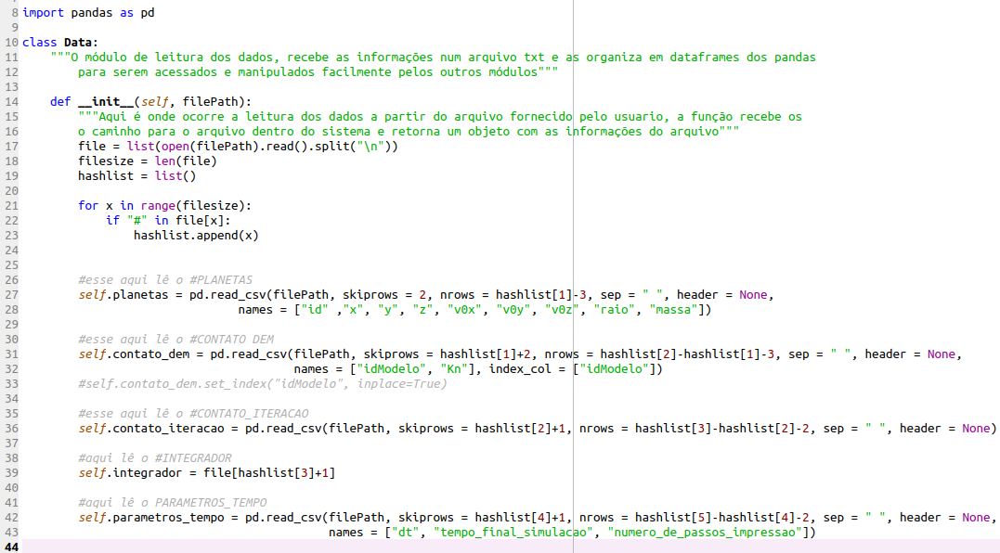 8 import pandas as pd
9
10 class Data:
11     """O módulo de leitura dos dados, recebe as informações num arquivo txt e as organiza em dataframes dos pandas
12         para serem acessados e manipulados facilmente pelos outros módulos"""
13
14     def __init__(self, filePath):
15         """Aqui é onde ocorre a leitura dos dados a partir do arquivo fornecido pelo usuario, a função recebe os
16         o caminho para o arquivo dentro do sistema e retorna um objeto com as informações do arquivo"""
17         file = list(open(filePath).read().split("\n"))
18         filesize = len(file)
19         hashlist = list()
20
21         for x in range(filesize):
22             if "#" in file[x]:
23                 hashlist.append(x)
24
25
26         #esse aqui lê o #PLANETAS
27         self.planetas = pd.read_csv(filePath, skiprows = 2, nrows = hashlist[1]-3, sep = " ", header = None,
28                                names = ["id" ,"x", "y", "z", "v0x", "v0y", "v0z", "raio", "massa"])
29
30         #esse aqui lê o #CONTATO DEM
31         self.contato_dem = pd.read_csv(filePath, skiprows = hashlist[1]+2, nrows = hashlist[2]-hashlist[1]-3, sep = " ", header = None,
32                                        names = ["idModelo", "Kn"], index_col = ["idModelo"])
33         #self.contato_dem.set_index("idModelo", inplace=True)
34
35         #esse aqui lê o #CONTATO_ITERACAO
36         self.contato_iteracao = pd.read_csv(filePath, skiprows = hashlist[2]+1, nrows = hashlist[3]-hashlist[2]-2, sep = " ", header = None)
37
38         #aqui lê o #INTEGRADOR
39         self.integrador = file[hashlist[3]+1]
40
41         #aqui lê o PARAMETROS_TEMPO
42         self.parametros_tempo = pd.read_csv(filePath, skiprows = hashlist[4]+1, nrows = hashlist[5]-hashlist[4]-2, sep = " ", header = None,
43                                             names = ["dt", "tempo_final_simulacao", "numero_de_passos_impressao"])
44